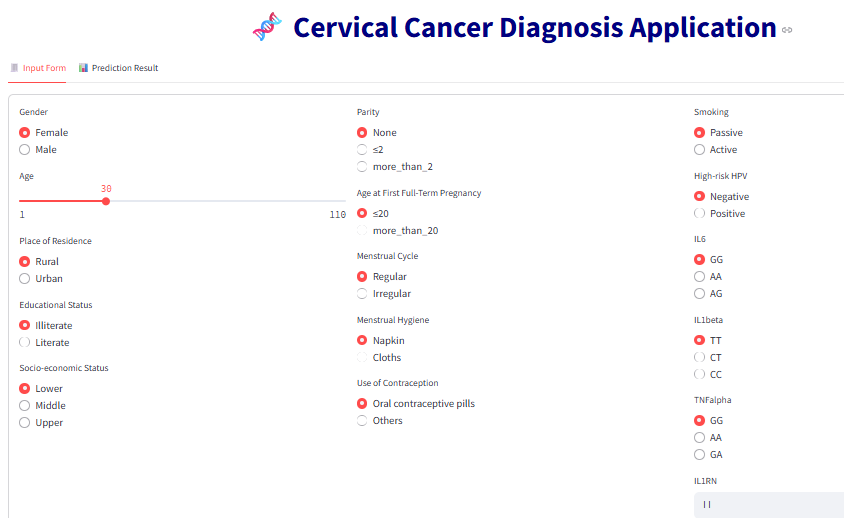 Cervical Cancer Diagnosis Application
Input Form
Prediction Result
Gender
Female
Male
Age
30
1
110
Place of Residence
Rural
Urban
Educational Status
Illiterate
Literate
Socio-economic Status
Lower
Middle
Upper
Parity
None
≤2
more_than_2
Age at First Full-Term Pregnancy
≤20
more_than_20
Menstrual Cycle
Regular
Irregular
Menstrual Hygiene
Napkin
Cloths
Use of Contraception
Oral contraceptive pills
Others
Smoking
Passive
Active
High-risk HPV
Negative
Positive
IL6
GG
AA
AG
IL1beta
TT
CT
CC
TNFalpha
GG
AA
GA
IL1RN